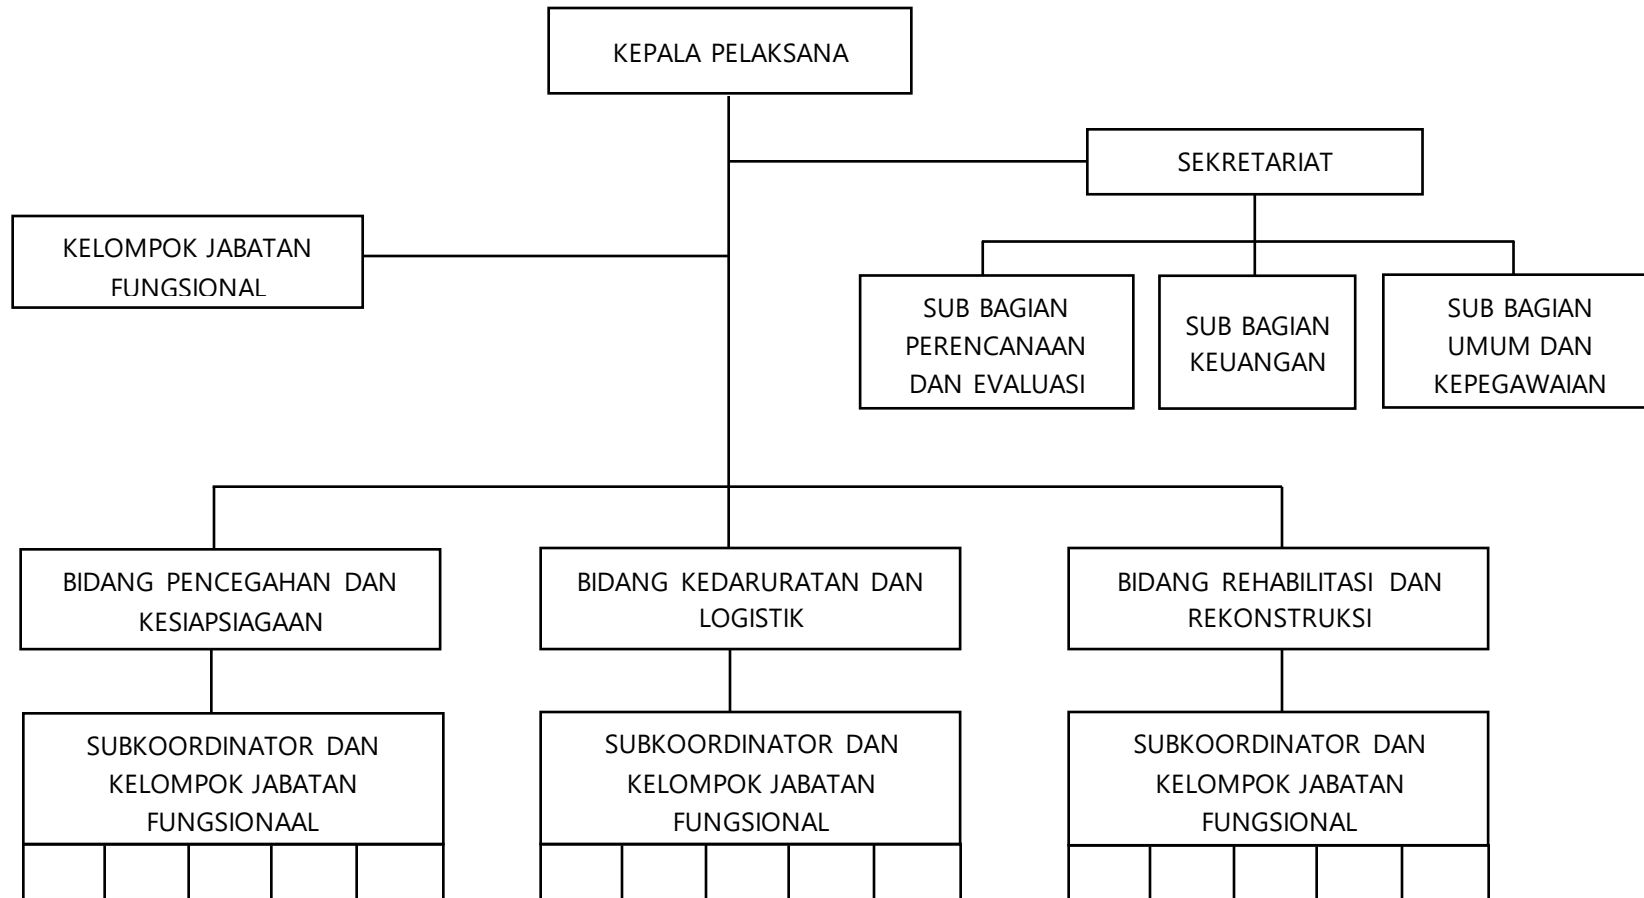 KEPALA PELAKSANA
SEKRETARIAT
KELOMPOK JABATAN
FUNGSIONAL
SUB BAGIAN
PERENCANAAN
DAN EVALUASI
SUB BAGIAN
KEUANGAN
SUB BAGIAN
UMUM DAN
KEPEGAWAIAN
BIDANG PENCEGAHAN DAN
KESIAPSIAGAAN
BIDANG KEDARURATAN DAN
LOGISTIK
BIDANG REHABILITASI DAN
REKONSTRUKSI
SUBKOORDINATOR DAN
KELOMPOK JABATAN
FUNGSIONAAL
SUBKOORDINATOR DAN
KELOMPOK JABATAN
FUNGSIONAL
SUBKOORDINATOR DAN
KELOMPOK JABATAN
FUNGSIONAL